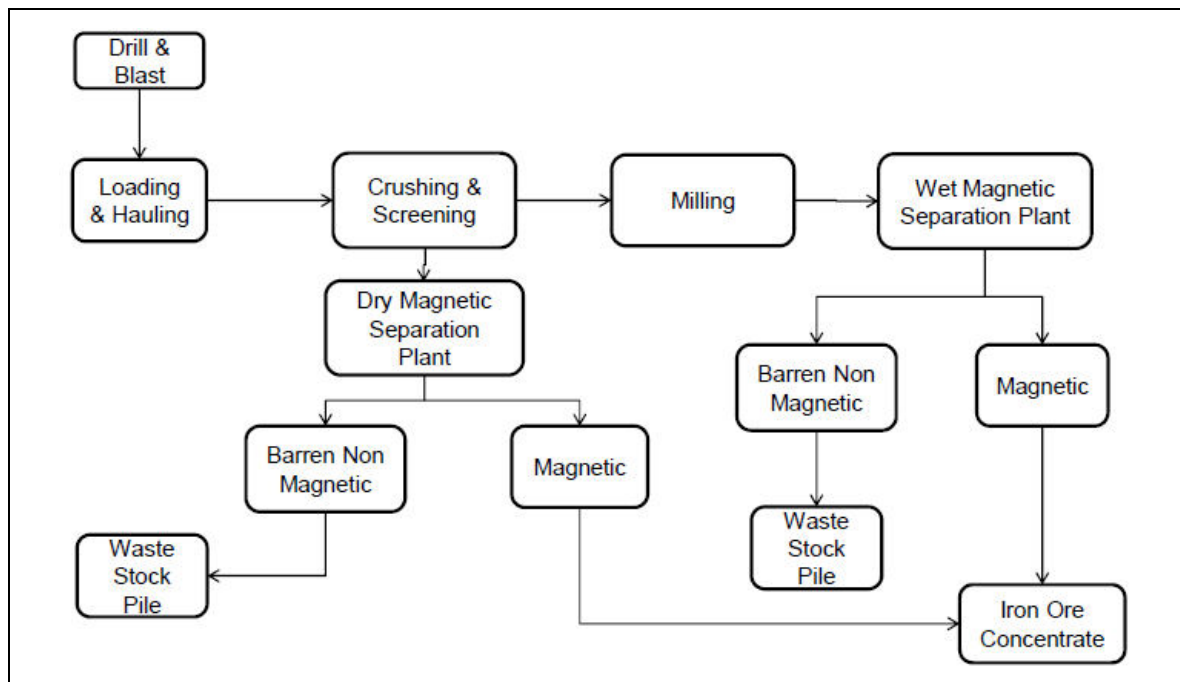 Drill &
Blast
Loading
& Hauling
Crushing &
Screening
Milling
Wet Magnetic
Separation Plant
Dry Magnetic
Separation
Plant
Barren Non
Magnetic
Magnetic
Barren Non
Magnetic
Magnetic
Waste
Stock
Pile
Waste
Stock
Pile
Iron Ore
Concentrate